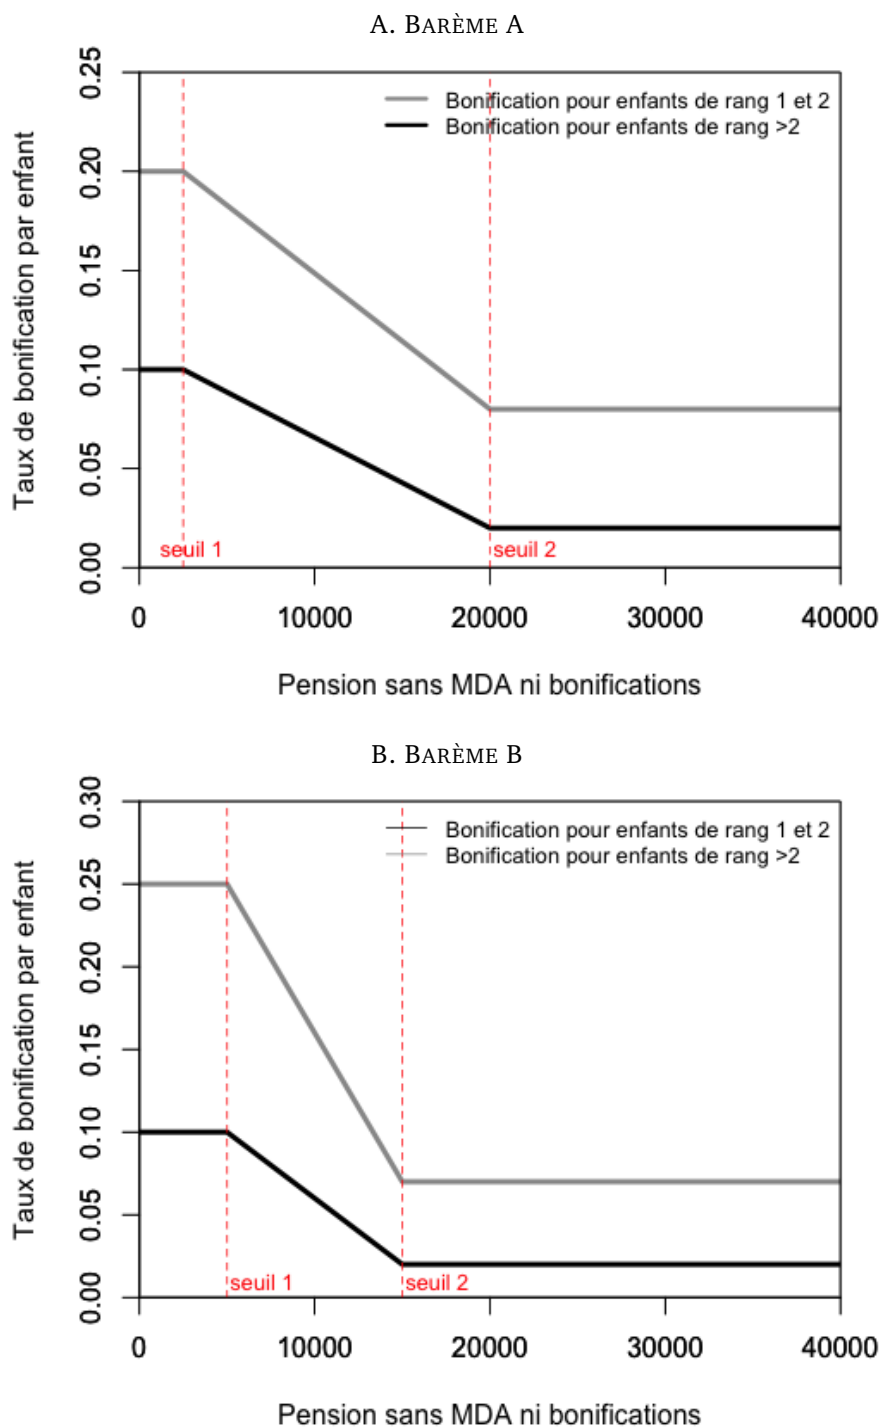 A. BARÈME A
Taux de bonification par enfant
0.25
0.20
0.15
0.10
0.05
0.00
Bonification pour enfants de rang 1 et 2
Bonification pour enfants de rang >2
seuil 1
seuil 2
0 10000 20000 30000 40000
Pension sans MDA ni bonifications
B. BARÈME B
Taux de bonification par enfant
0.30
0.25
0.20
0.15
0.10
0.05
0.00
Bonification pour enfants de rang 1 et 2
Bonification pour enfants de rang >2
seuil 1
seuil 2
0 10000 20000 30000 40000
Pension sans MDA ni bonifications